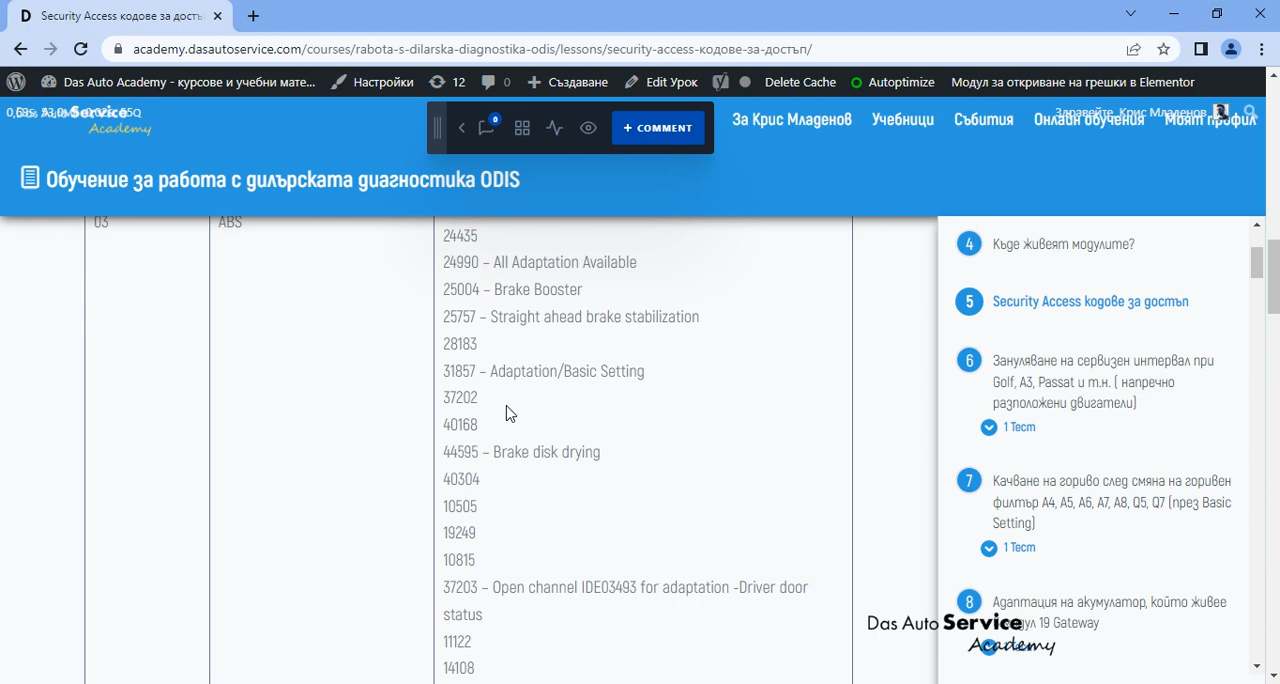 Security Access кодове за достъ
academy.dasautoservice.com/courses/rabota-s-dilarska-diagnostika-odis/lessons/security-access-кодове-за-достъп/
Das Auto Academy - курсове и учебни мате...
Настройки
12
0
Създаване
Edit Урок
Delete Cache
Autoptimize
Модул за откриване на грешки в Elementor
Service
Academy
0
+ COMMENT
За Крис Младенов
Учебници
Събития
Онлайн обучения
Моят профил
Здравейте, Крис Младенов
Обучение за работа с дилърската диагностика ODIS
03
ABS
24435
24990 – All Adaptation Available
25004 – Brake Booster
25757 – Straight ahead brake stabilization
28183
31857 – Adaptation/Basic Setting
37202
40168
44595 – Brake disk drying
40304
10505
19249
10815
37203 – Open channel IDE03493 for adaptation -Driver door
status
11122
14108
4
Къде живеят модулите?
5
Security Access кодове за достъп
6
Зануляване на сервизен интервал при
Golf, A3, Passat и т.н. ( напречно
разположени двигатели)
1 Тест
7
Качване на гориво след смяна на горивен
филтър A4, A5, A6, A7, A8, Q5, Q7 (през Basic
Setting)
1 Тест
8
Адаптация на акумулатор, който живее
19 Gateway
Das Auto Service
Academy